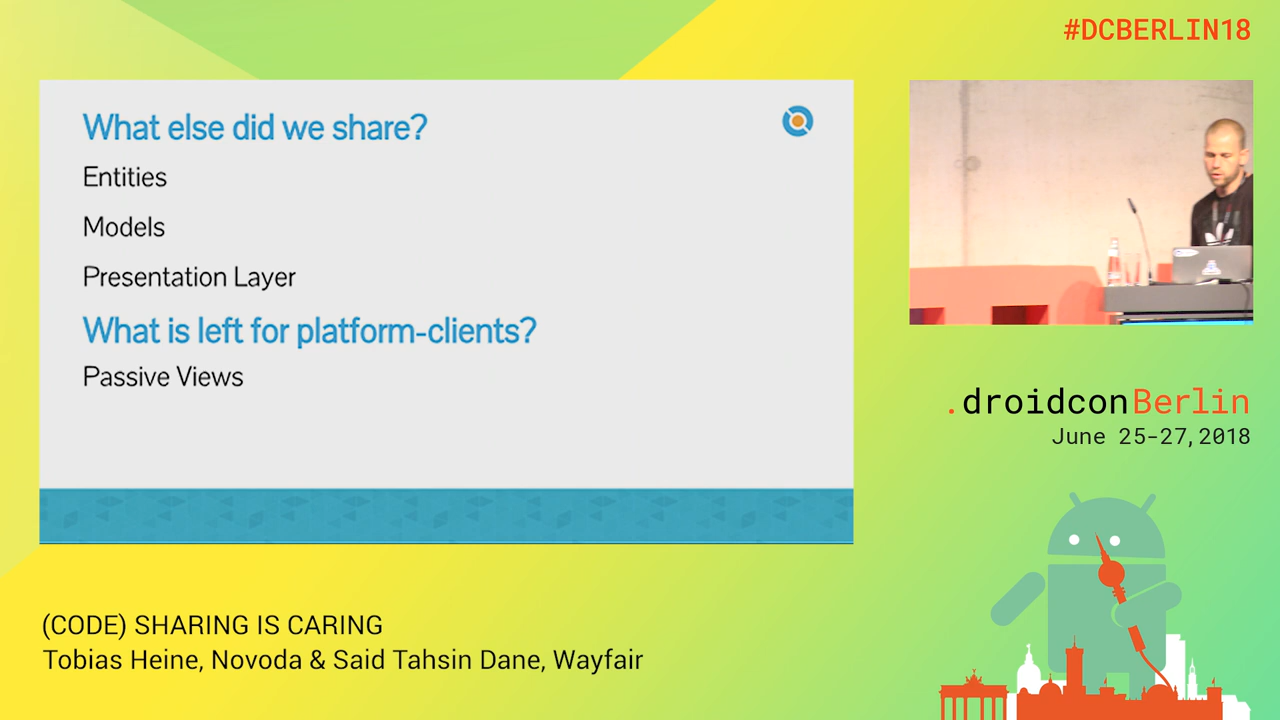 #DCBERLIN18
What else did we share?
Entities
Models
Presentation Layer
What is left for platform-clients?
Passive Views
.droidconBerlin
June 25-27, 2018
(CODE) SHARING IS CARING
Tobias Heine, Novoda & Said Tahsin Dane, Wayfair